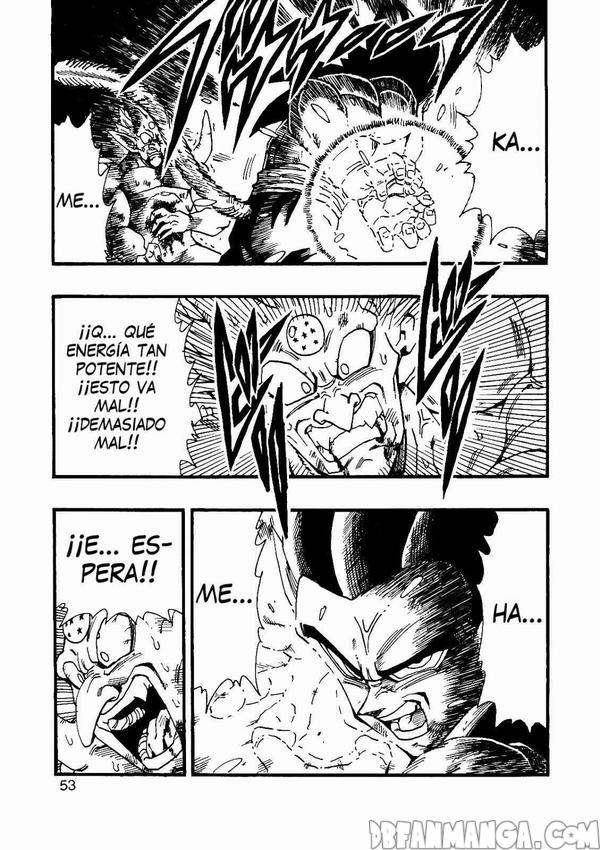 KA...
ME...
¡¡Q... QUÉ
ENERGÍA TAN
POTENTE!!
¡¡ESTO VA
MAL!!
¡¡DEMASIADO
MAL!!
HA...
ME...
¡¡E... ES-
PERA!!
53
DBFANMANGA.COM